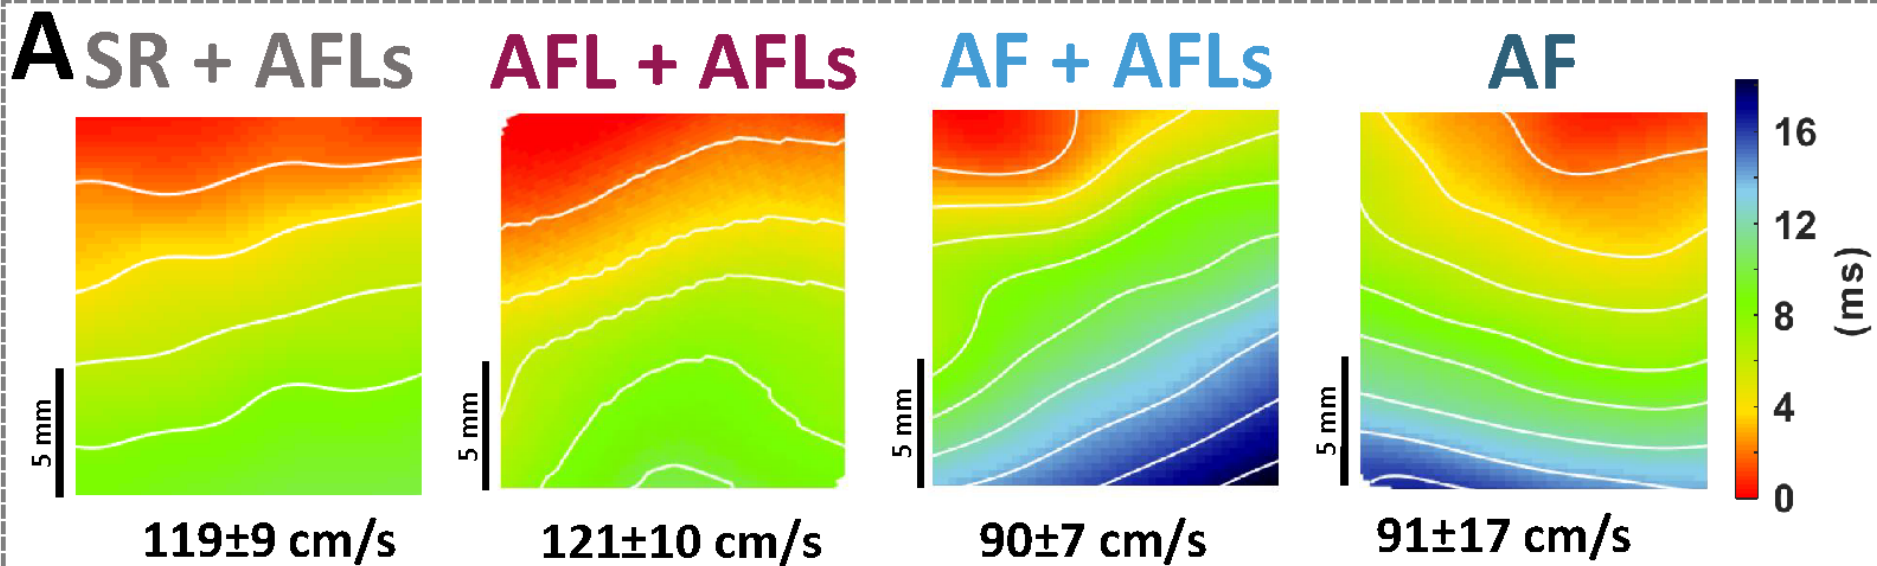 A
SR + AFLs
AFL + AFLs
AF + AFLs
AF
5 mm
5 mm
5 mm
5 mm
16
12
8
4
0
(ms)
119±9 cm/s
121±10 cm/s
90±7 cm/s
91±17 cm/s